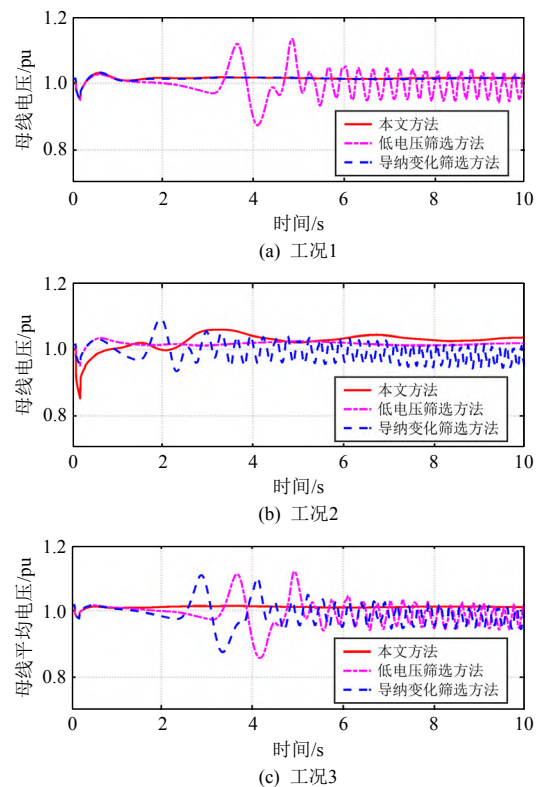 1.2
1.0
0.8
母线电压/pu
本文方法
低电压筛选方法
导纳变化筛选方法
0 2 4 6 8 10
时间/s
(a) 工况1
1.2
1.0
0.8
母线电压/pu
本文方法
低电压筛选方法
导纳变化筛选方法
0 2 4 6 8 10
时间/s
(b) 工况2
1.2
1.0
0.8
母线平均电压/pu
本文方法
低电压筛选方法
导纳变化筛选方法
0 2 4 6 8 10
时间/s
(c) 工况3